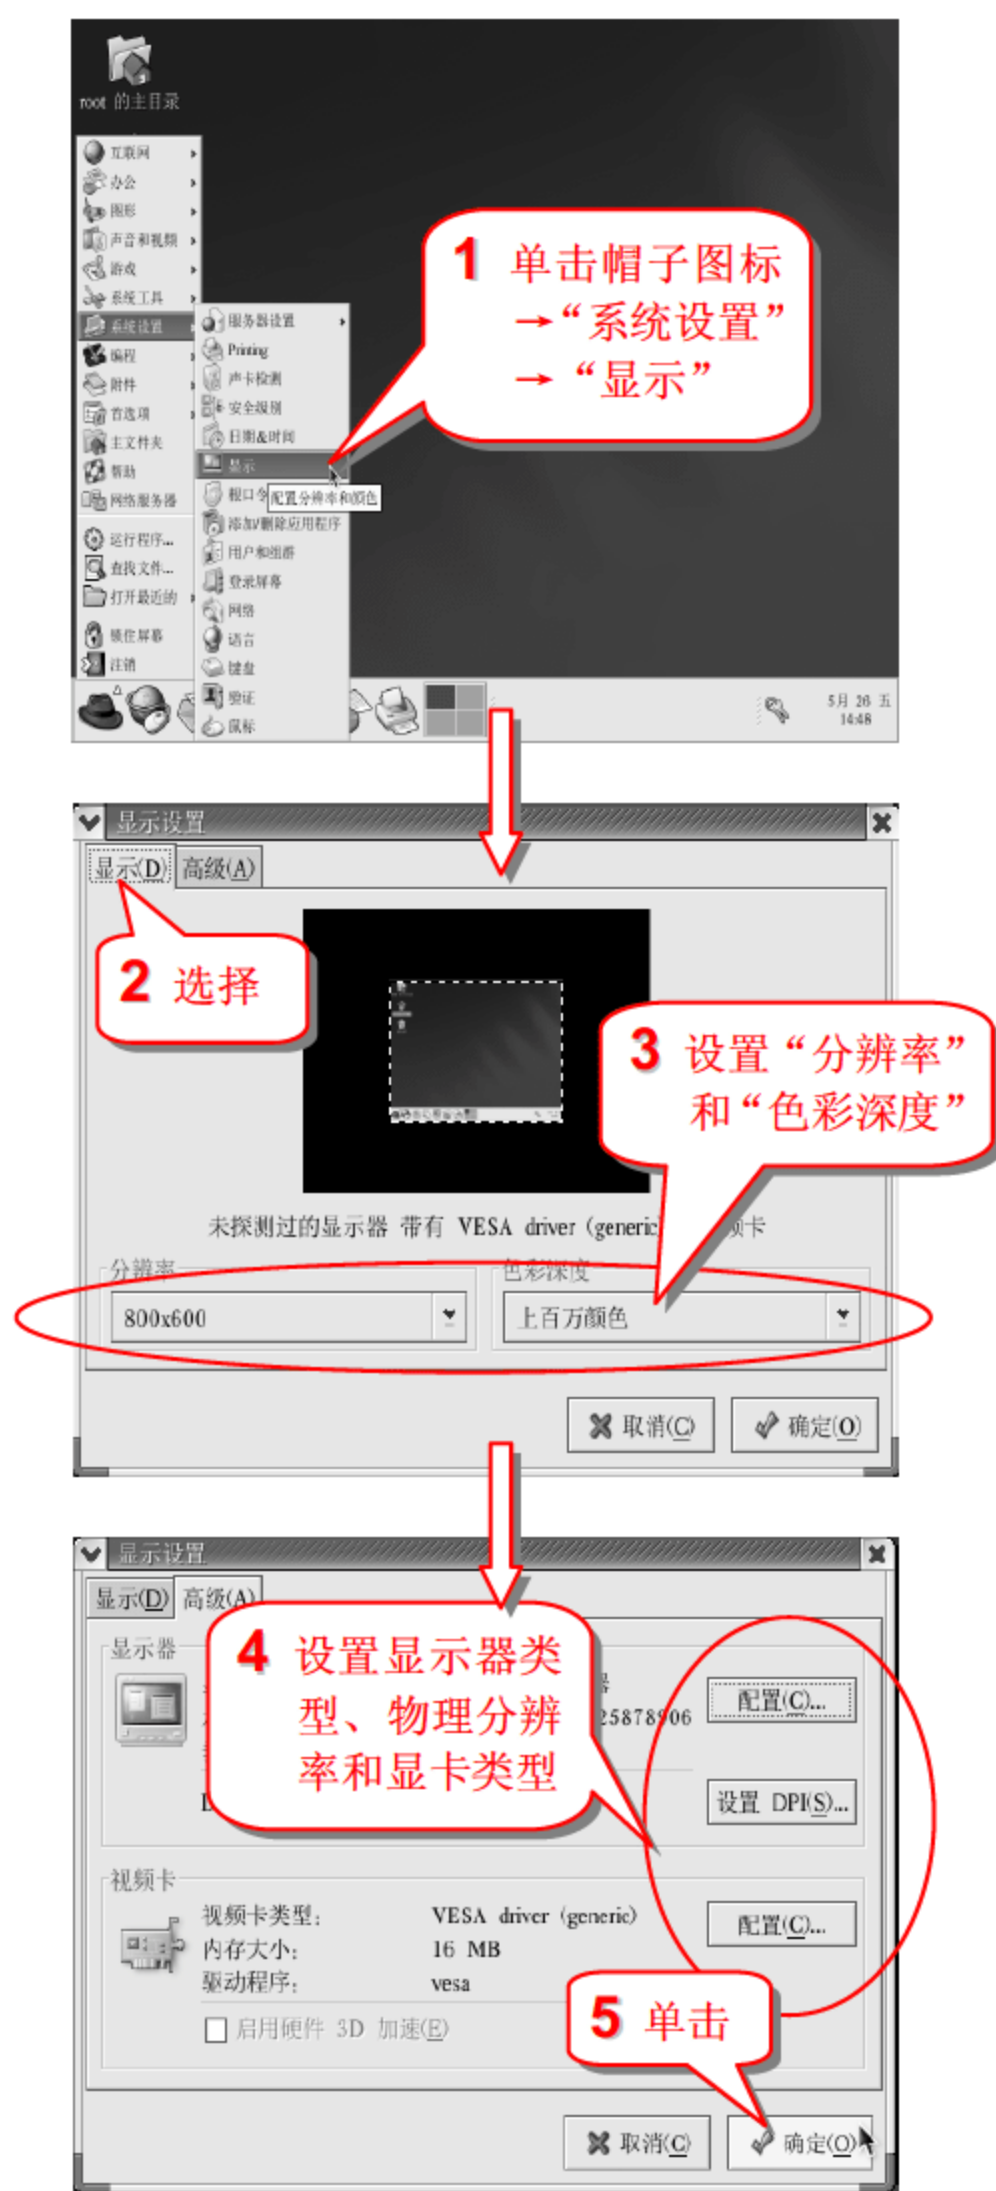 root 的主目录
互联网
办公
图形
声音和视频
游戏
系统工具
系统设置
编程
附件
首选项
主文件夹
帮助
网络服务器
运行程序...
查找文件...
打开最近的
锁住屏幕
注销
服务器设置
Printing
声卡检测
安全级别
日期&时间
显示
根口令
配置分辨率和颜色
添加/删除应用程序
用户和组群
登录屏幕
网络
语言
键盘
验证
鼠标
1 单击帽子图标
→“系统设置”
→“显示”
5月 26 五
14:48
显示设置
显示(D) 高级(A)
2 选择
3 设置“分辨率”
和“色彩深度”
未探测过的显示器 带有 VESA driver (generic 频卡
分辨率 色彩深度
800x600 上百万颜色
取消(C) 确定(O)
显示设置
显示(D) 高级(A)
显示器
4 设置显示器类
型、物理分辨
率和显卡类型
器
25878906
配置(C)...
设置 DPI(S)...
视频卡
视频卡类型: VESA driver (generic)
配置(C)...
内存大小: 16 MB
驱动程序: vesa
启用硬件 3D 加速(E)
5 单击
取消(C) 确定(O)